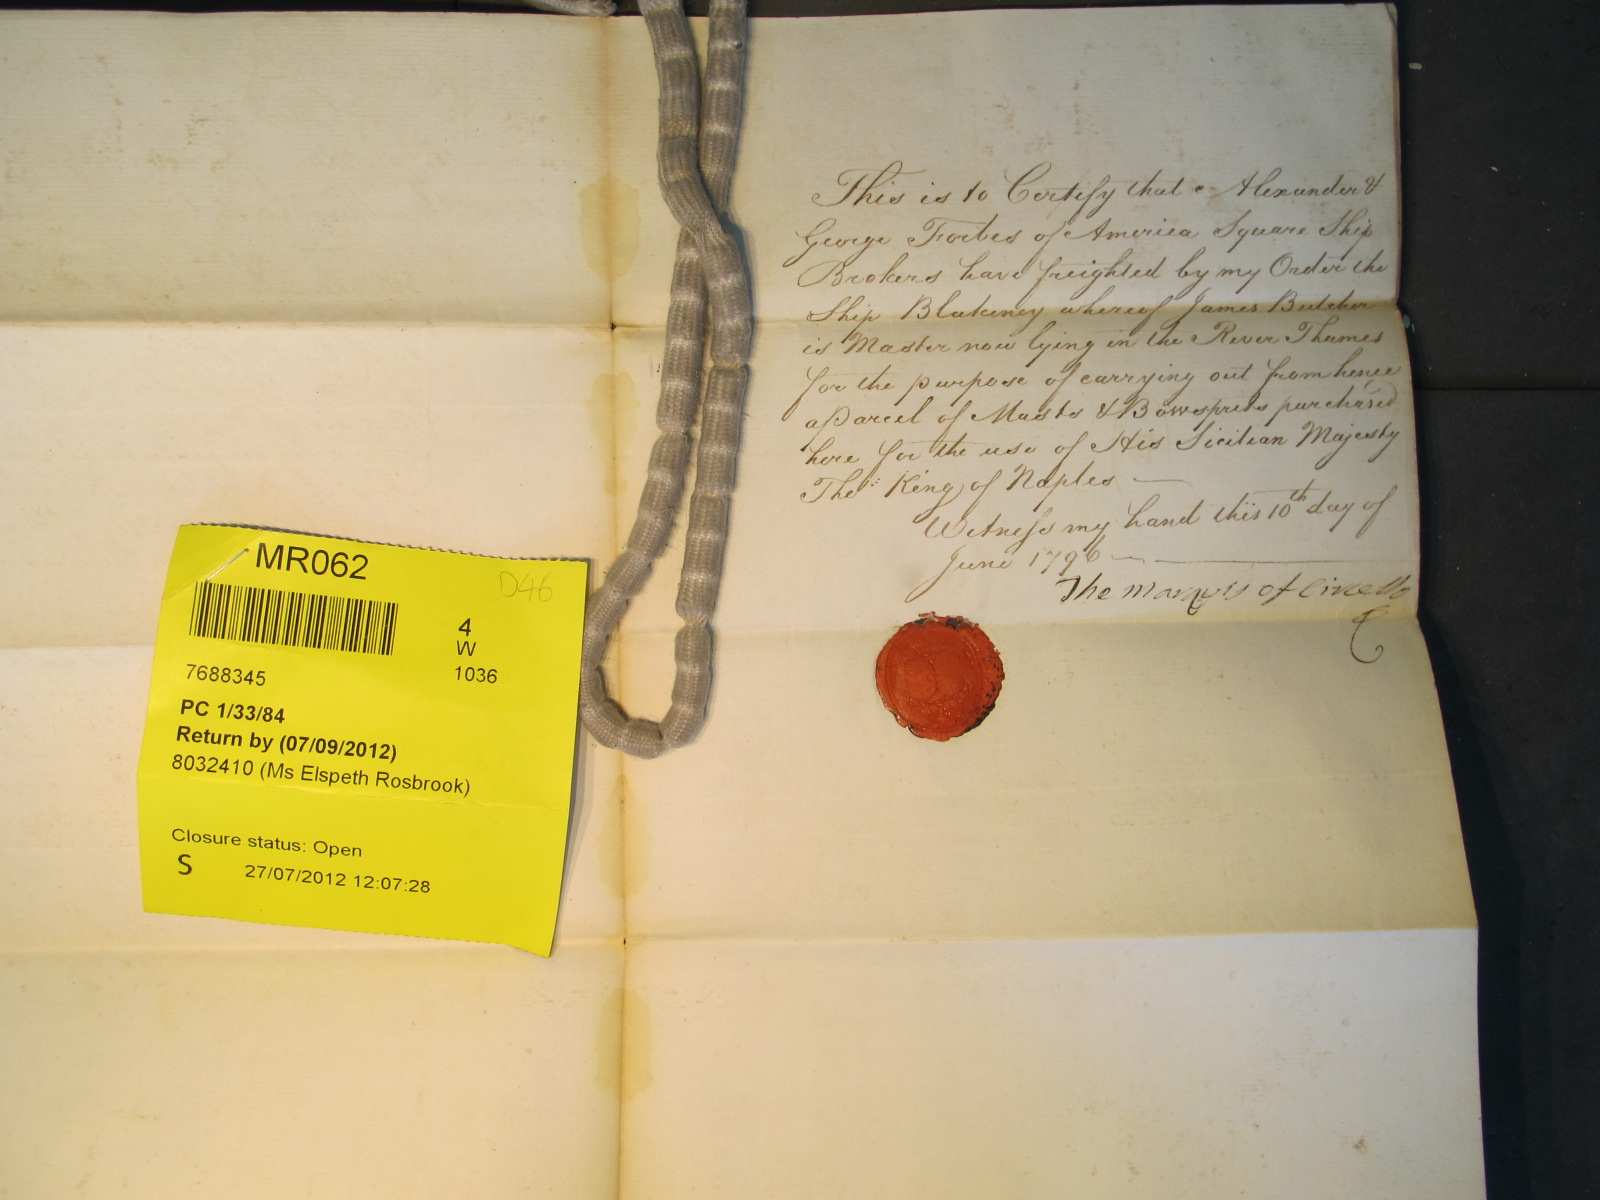 This is to Certify that Alexander &
George Forbes of America Square Ship
Brokers have freighted by my Order the
Ship Blakeney whereof James Butcher
is Master now lying in the River Thames
for the purpose of carrying out from hence
a Parcel of Masts & Bowsprits purchased
here for the use of His Sicilian Majesty
The King of Naples
Witness my hand this 10th day of
June 1796
The Marquis of Circello
MR062
D46
4
W
7688345
1036
PC 1/33/84
Return by (07/09/2012)
8032410 (Ms Elspeth Rosbrook)
Closure status: Open
S 27/07/2012 12:07:28